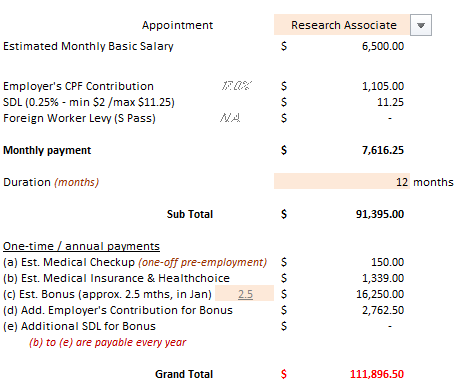 Appointment Research Associate
Estimated Monthly Basic Salary $ 6,500.00
Employer's CPF Contribution 17.0% $ 1,105.00
SDL (0.25% - min $2 /max $11.25) $ 11.25
Foreign Worker Levy (S Pass) NA $ -
Monthly payment $ 7,616.25
Duration (months) 12 months
Sub Total $ 91,395.00
One-time / annual payments
(a) Est. Medical Checkup (one-off pre-employment) $ 150.00
(b) Est. Medical Insurance & Healthchoice $ 1,339.00
(c) Est. Bonus (approx. 2.5 mths, in Jan) 2.5 $ 16,250.00
(d) Add. Employer's Contribution for Bonus $ 2,762.50
(e) Additional SDL for Bonus $ -
(b) to (e) are payable every year
Grand Total $ 111,896.50